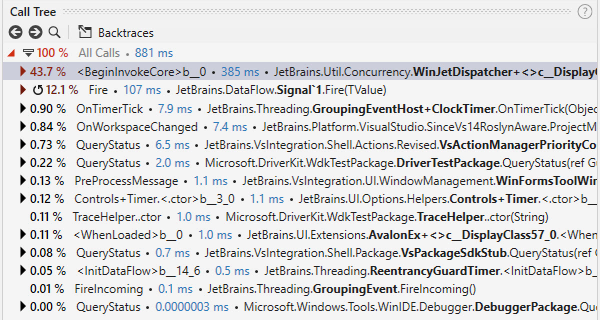 Call Tree
Backtraces
100 % All Calls • 881 ms
43.7 % <BeginInvokeCore>b__0 • 385 ms • JetBrains.Util.Concurrency.WinJetDispatcher+<>c__Display
12.1 % Fire • 107 ms • JetBrains.DataFlow.Signal`1.Fire(TValue)
0.90 % OnTimerTick • 7.9 ms • JetBrains.Threading.GroupingEventHost+ClockTimer.OnTimerTick(Objec
0.84 % OnWorkspaceChanged • 7.4 ms • JetBrains.Platform.VisualStudio.SinceVs14RoslynAware.ProjectM
0.73 % QueryStatus • 6.5 ms • JetBrains.VsIntegration.Shell.Actions.Revised.VsActionManagerPriorityCo
0.22 % QueryStatus • 2.0 ms • Microsoft.DriverKit.WdkTestPackage.DriverTestPackage.QueryStatus(ref G
0.13 % PreProcessMessage • 1.1 ms • JetBrains.VsIntegration.UI.WindowManagement.WinFormsToolWin
0.12 % Controls+Timer.<.ctor>b__3_0 • 1.1 ms • JetBrains.UI.Options.Helpers.Controls+Timer.<.ctor>b
0.11 % TraceHelper..ctor • 1.0 ms • Microsoft.DriverKit.WdkTestPackage.TraceHelper..ctor(String)
0.11 % <WhenLoaded>b__0 • 1.0 ms • JetBrains.UI.Extensions.AvalonEx+<>c__DisplayClass57_0.<When
0.08 % QueryStatus • 0.7 ms • JetBrains.VsIntegration.Shell.VsPackageSdkStub.QueryStatus(ref G
0.05 % <InitDataFlow>b__14_6 • 0.5 ms • JetBrains.Threading.ReentrancyGuardTimer.<InitDataFlow>b
0.01 % FireIncoming • 0.1 ms • JetBrains.Threading.GroupingEvent.FireIncoming()
0.00 % QueryStatus • 0.0000003 ms • Microsoft.Windows.Tools.WinIDE.Debugger.DebuggerPackage.Qu